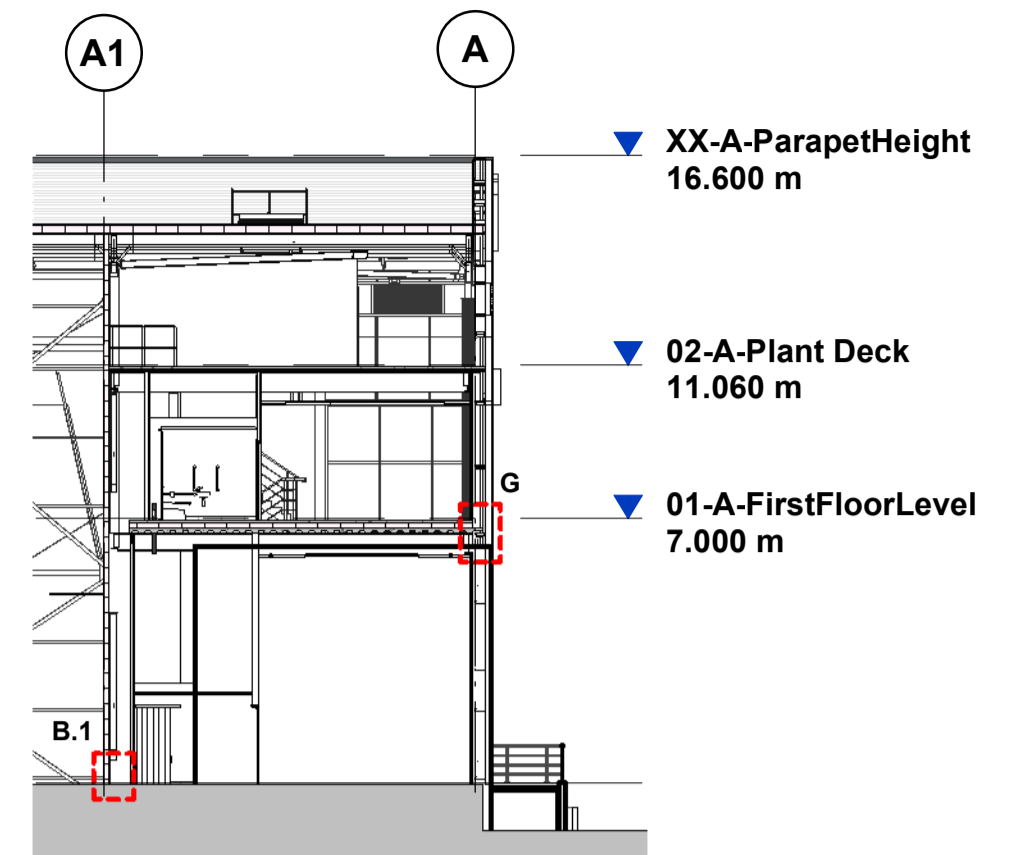 A1
A
XX-A-ParapetHeight
16.600 m
02-A-Plant Deck
11.060 m
G
01-A-FirstFloorLevel
7.000 m
B.1